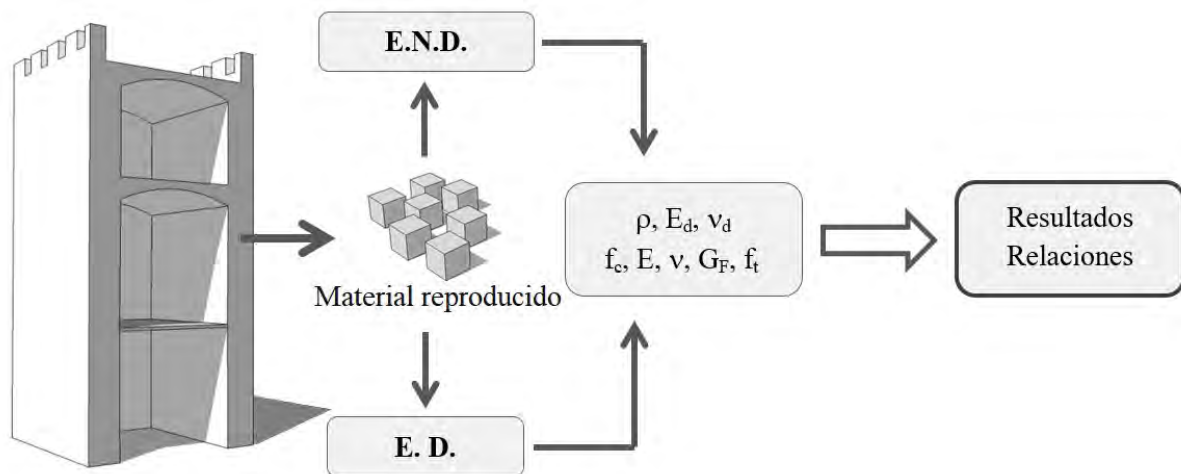 E.N.D.
Material reproducido
E. D.
ρ, E_d, ν_d
f_c, E, ν, G_F, f_t
Resultados
Relaciones